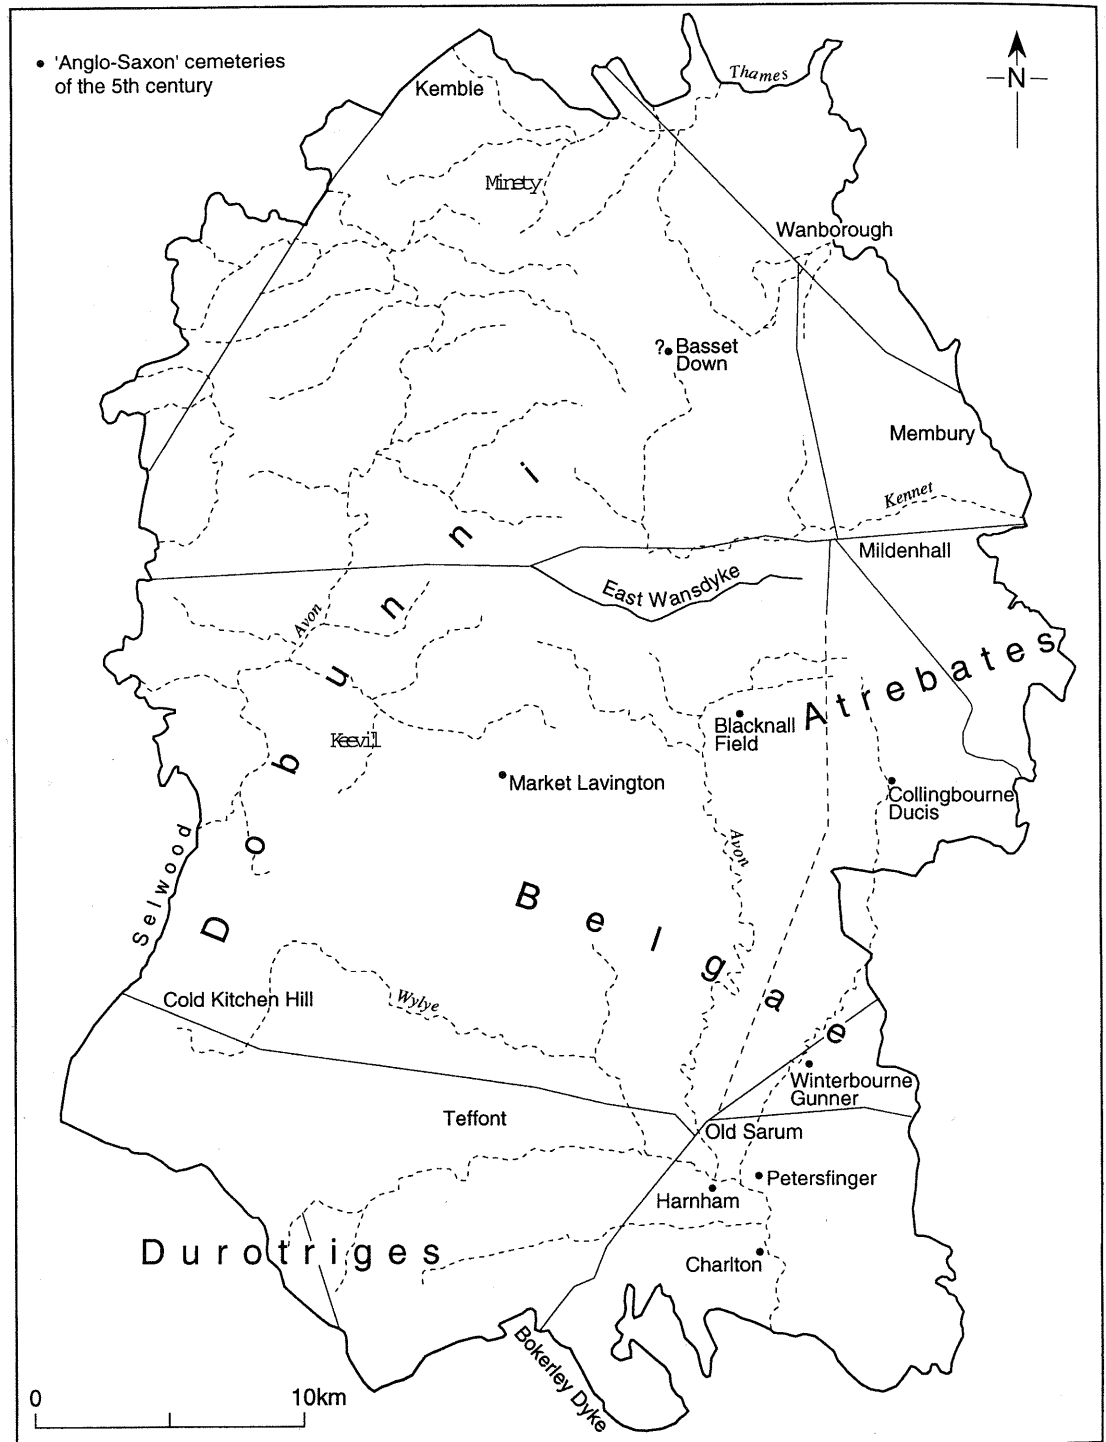 'Anglo-Saxon' cemeteries
of the 5th century
Thames
N
Kemble
Minety
Wanborough
?
Basset
Down
Membury
Kennet
Mildenhall
East Wansdyke
Avon
Dobunni
Atrebates
Blacknall
Field
Keevill
Market Lavington
Collingbourne
Ducis
Avon
Selwood
Belgae
Cold Kitchen Hill
Wylye
Winterbourne
Gunner
Teffont
Old Sarum
Petersfinger
Harnham
Durotriges
Charlton
Bokerley Dyke
0
10km